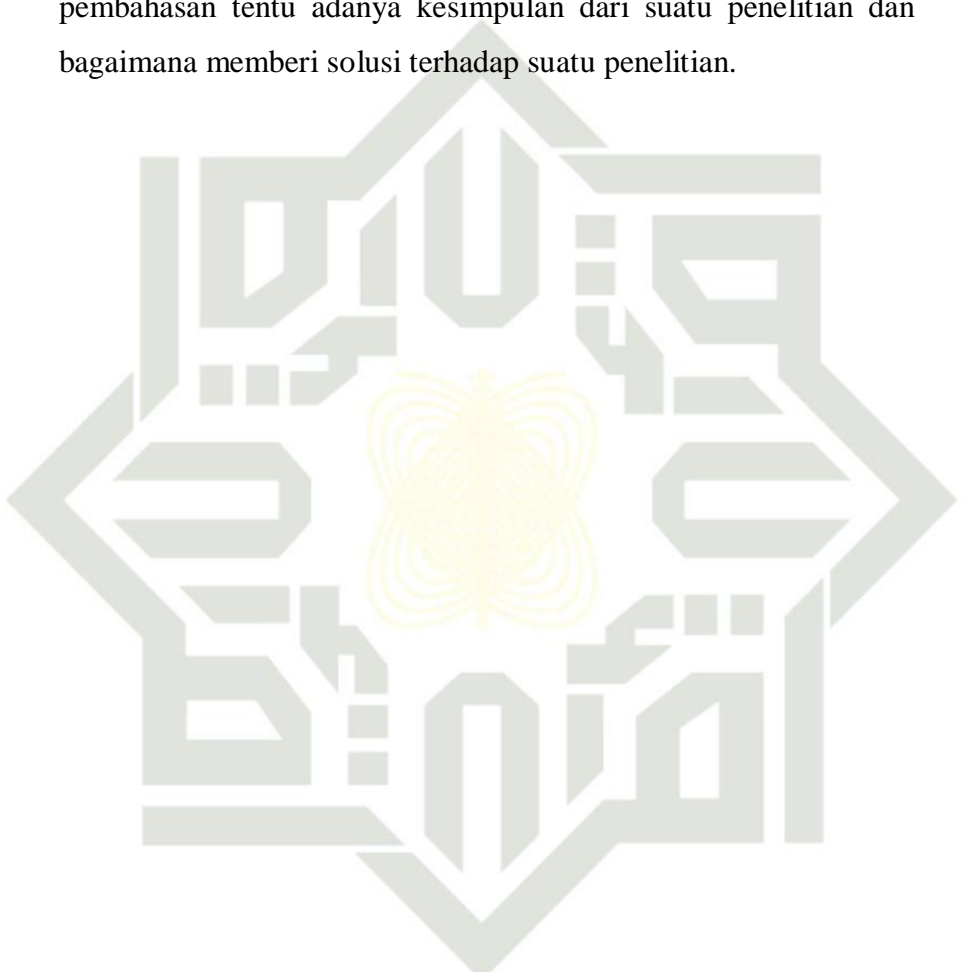 pembahasan tentu adanya kesimpulan dari suatu penelitian dan
bagaimana memberi solusi terhadap suatu penelitian.